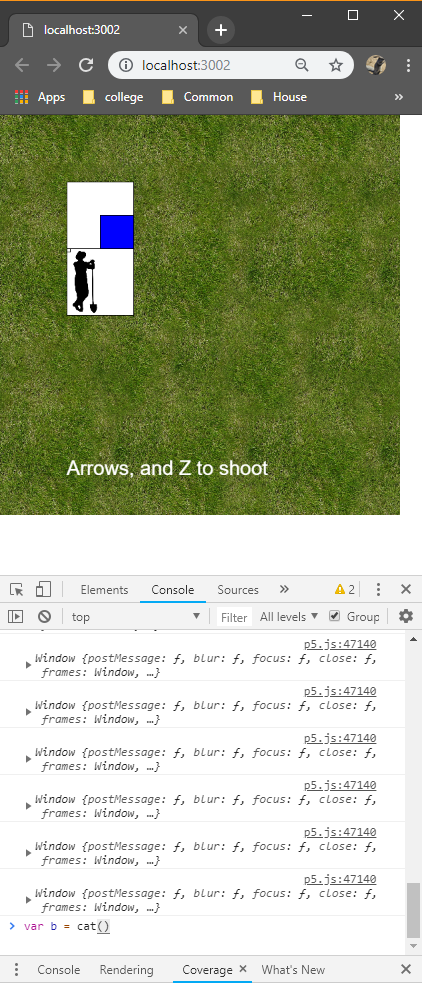 localhost:3002
localhost:3002
Apps college Common House »
Arrows, and Z to shoot
Elements Console Sources » 2
top Filter All levels Group
p5.js:47140
Window {postMessage: ƒ, blur: ƒ, focus: ƒ, close: ƒ,
frames: Window, …}
p5.js:47140
Window {postMessage: ƒ, blur: ƒ, focus: ƒ, close: ƒ,
frames: Window, …}
p5.js:47140
Window {postMessage: ƒ, blur: ƒ, focus: ƒ, close: ƒ,
frames: Window, …}
p5.js:47140
Window {postMessage: ƒ, blur: ƒ, focus: ƒ, close: ƒ,
frames: Window, …}
p5.js:47140
Window {postMessage: ƒ, blur: ƒ, focus: ƒ, close: ƒ,
frames: Window, …}
p5.js:47140
Window {postMessage: ƒ, blur: ƒ, focus: ƒ, close: ƒ,
frames: Window, …}
> var b = cat()
Console Rendering Coverage What's New